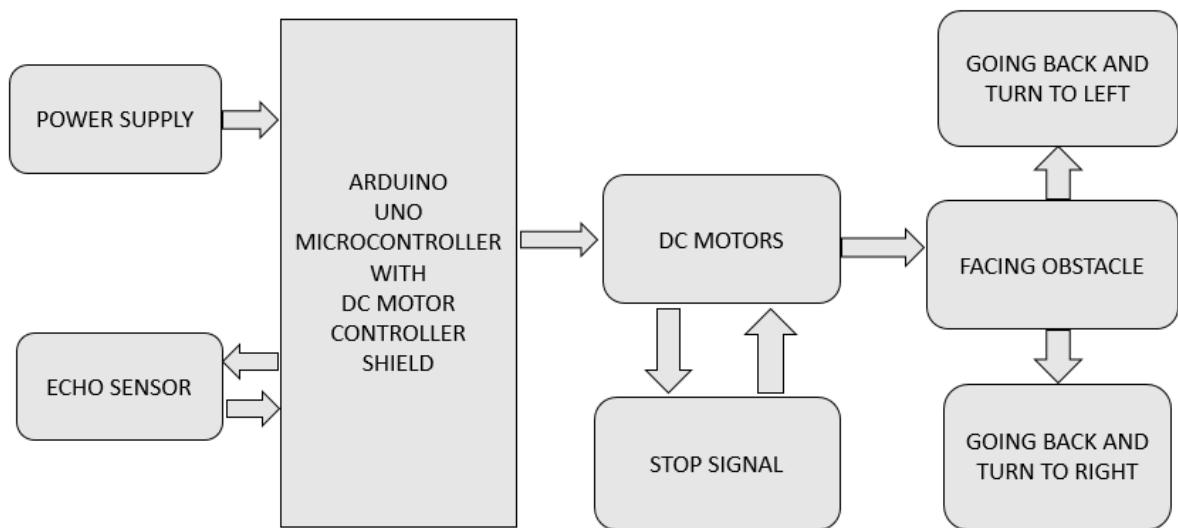 POWER SUPPLY
ECHO SENSOR
ARDUINO
UNO
MICROCONTROLLER
WITH
DC MOTOR
CONTROLLER
SHIELD
DC MOTORS
STOP SIGNAL
GOING BACK AND
TURN TO LEFT
FACING OBSTACLE
GOING BACK AND
TURN TO RIGHT